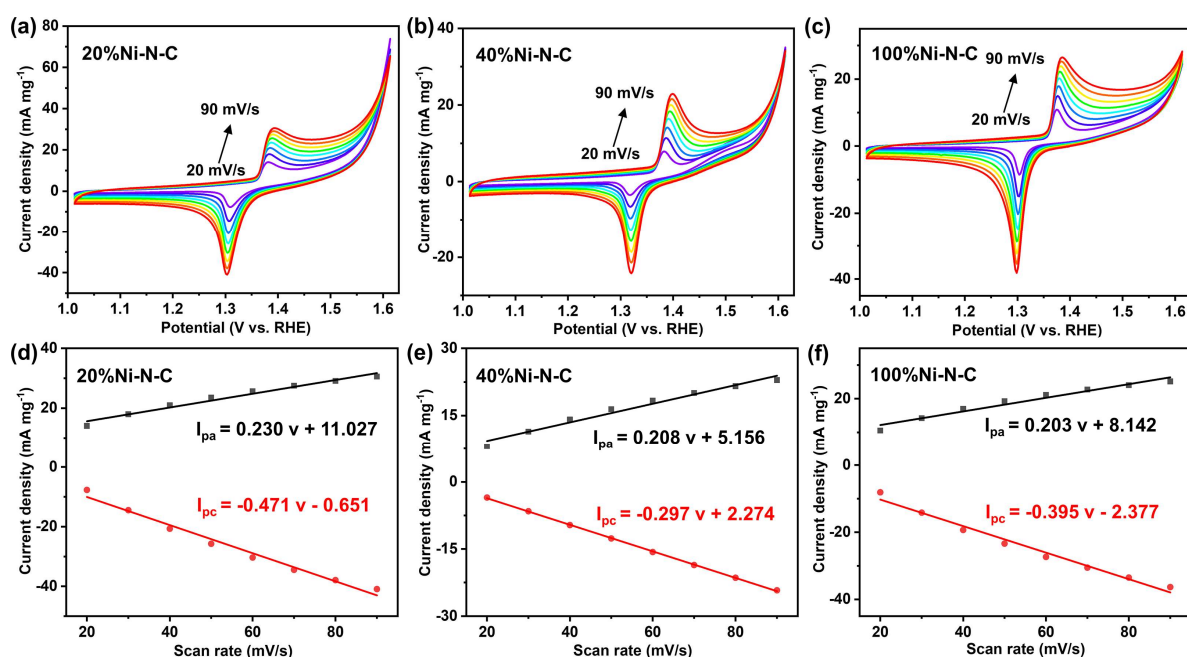 (a)
20%Ni-N-C
90 mV/s
20 mV/s
Current density (mA mg⁻¹)
80
60
40
20
0
-20
-40
1.0 1.1 1.2 1.3 1.4 1.5 1.6
Potential (V vs. RHE)
(b)
40%Ni-N-C
90 mV/s
20 mV/s
Current density (mA mg⁻¹)
40
20
0
-20
1.0 1.1 1.2 1.3 1.4 1.5 1.6
Potential (V vs. RHE)
(c)
100%Ni-N-C
90 mV/s
20 mV/s
Current density (mA mg⁻¹)
20
0
-20
-40
1.0 1.1 1.2 1.3 1.4 1.5 1.6
Potential (V vs. RHE)
(d)
20%Ni-N-C
Ipa = 0.230 v + 11.027
Ipc = -0.471 v - 0.651
Current density (mA mg⁻¹)
40
20
0
-20
-40
20 40 60 80
Scan rate (mV/s)
(e)
40%Ni-N-C
Ipa = 0.208 v + 5.156
Ipc = -0.297 v + 2.274
Current density (mA mg⁻¹)
30
15
0
-15
-30
20 40 60 80
Scan rate (mV/s)
(f)
100%Ni-N-C
Ipa = 0.203 v + 8.142
Ipc = -0.395 v - 2.377
Current density (mA mg⁻¹)
20
0
-20
-40
20 40 60 80
Scan rate (mV/s)